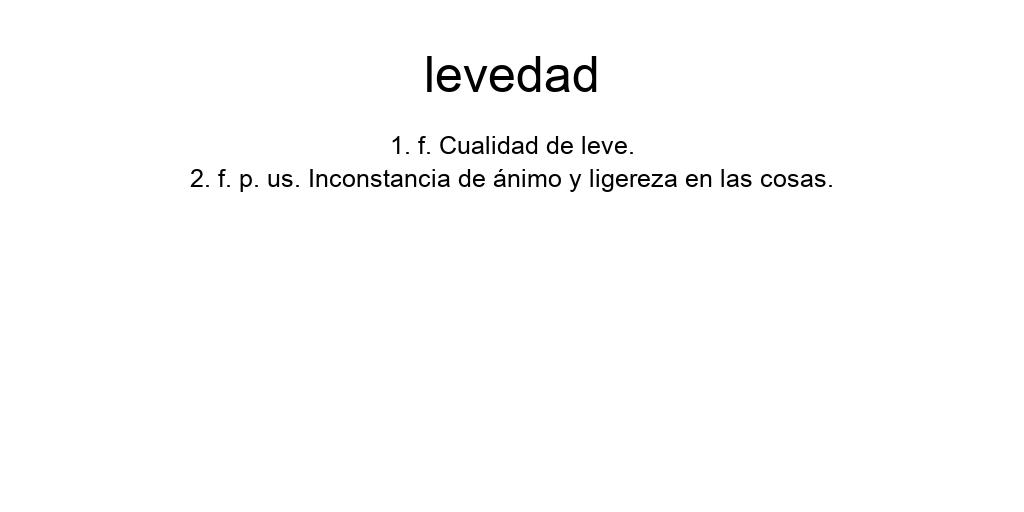 levedad
1. f. Cualidad de leve.
2. f. p. us. Inconstancia de ánimo y ligereza en las cosas.